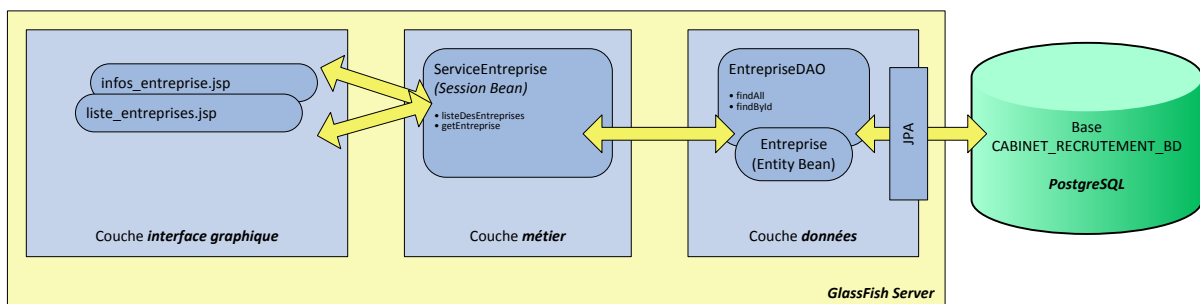 infos_entreprise.jsp
liste_entreprises.jsp
Couche interface graphique
ServiceEntreprise
(Session Bean)
• listeDesEntreprises
• getEntreprise
Couche métier
EntrepriseDAO
• findAll
• findById
Entreprise
(Entity Bean)
Couche données
JPA
Base
CABINET_RECRUTEMENT_BD
PostgreSQL
GlassFish Server